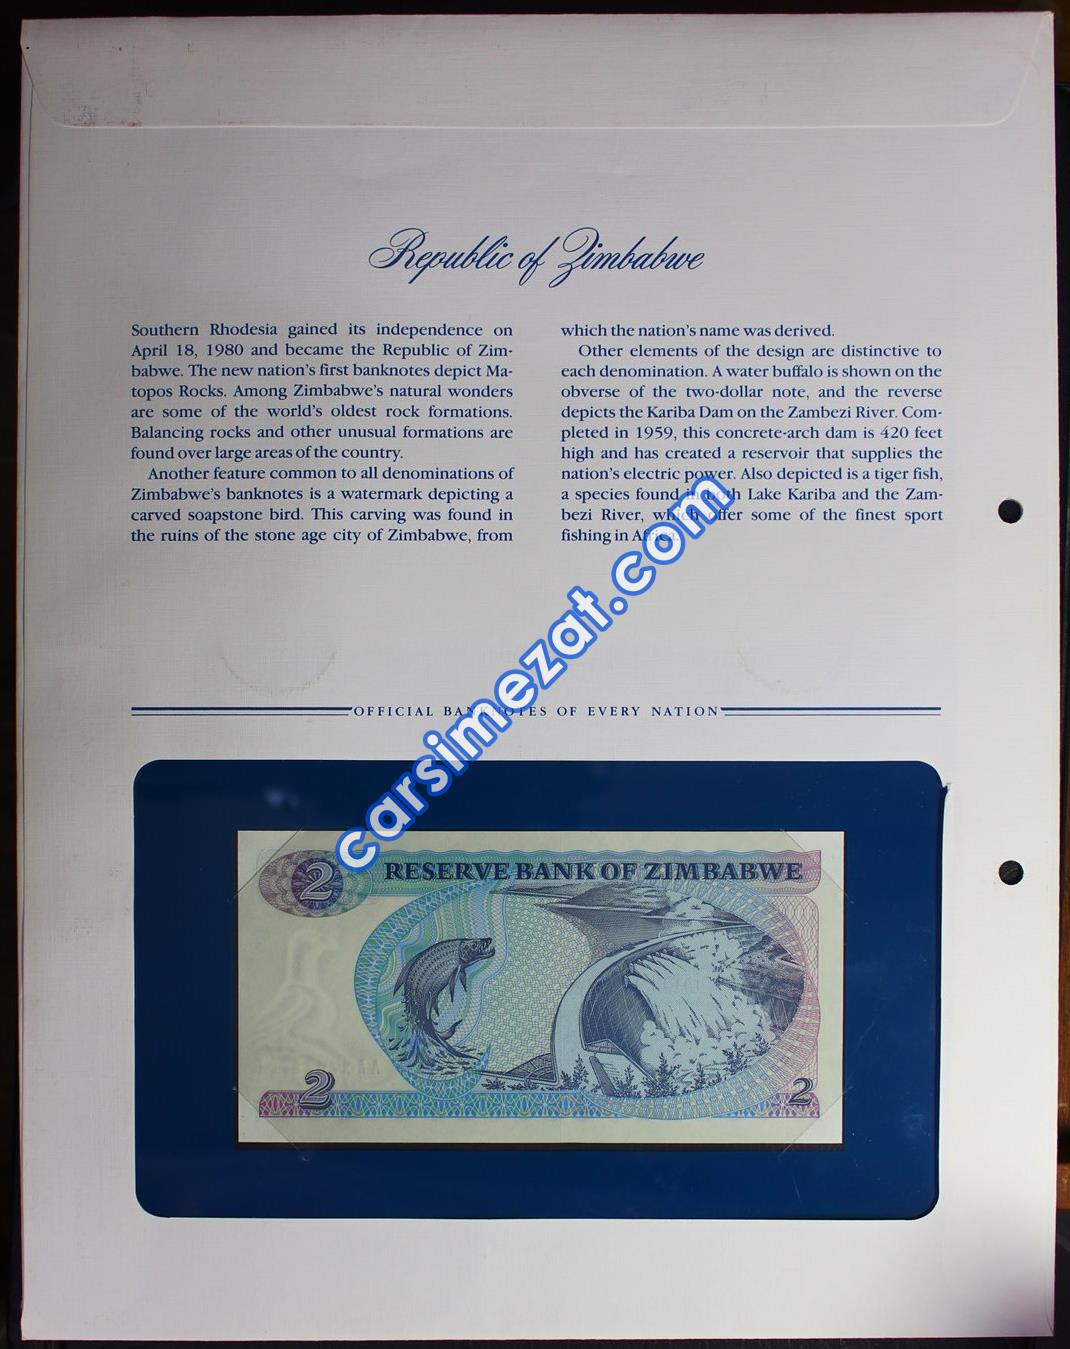 Republic of Zimbabwe
Southern Rhodesia gained its independence on
April 18, 1980 and became the Republic of Zim-
babwe. The new nation's first banknotes depict Ma-
topos Rocks. Among Zimbabwe's natural wonders
are some of the world's oldest rock formations.
Balancing rocks and other unusual formations are
found over large areas of the country.
Another feature common to all denominations of
Zimbabwe's banknotes is a watermark depicting a
carved soapstone bird. This carving was found in
the ruins of the stone age city of Zimbabwe, from
which the nation's name was derived.
Other elements of the design are distinctive to
each denomination. A water buffalo is shown on the
obverse of the two-dollar note, and the reverse
depicts the Kariba Dam on the Zambezi River. Com-
pleted in 1959, this concrete-arch dam is 420 feet
high and has created a reservoir that supplies the
nation's electric power. Also depicted is a tiger fish,
a species found in both Lake Kariba and the Zam-
bezi River, which offer some of the finest sport
fishing in Africa.
carsimezat.com
OFFICIAL BANKNOTES OF EVERY NATION
2 RESERVE BANK OF ZIMBABWE
2 2